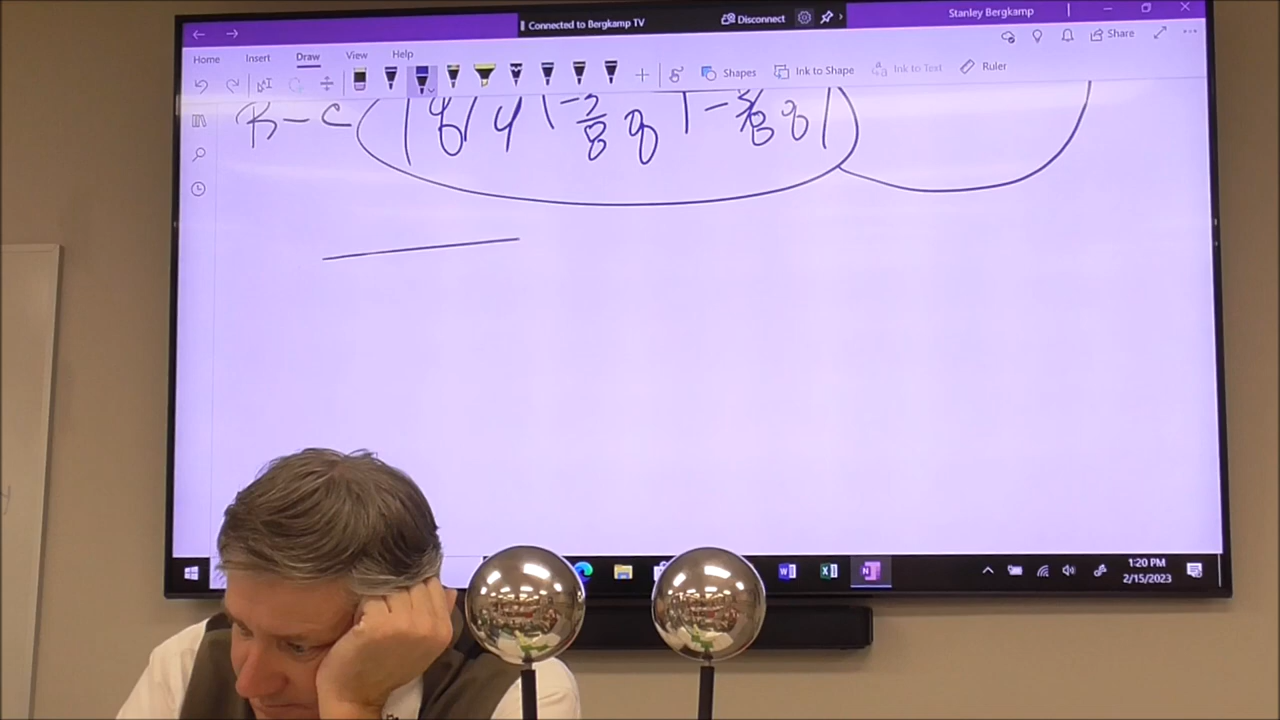 Connected to Bergkamp TV
Disconnect
Stanley Bergkamp
Home Insert Draw View Help
Share
Shapes Ink to Shape Ink to Text Ruler
1:20 PM
2/15/2023